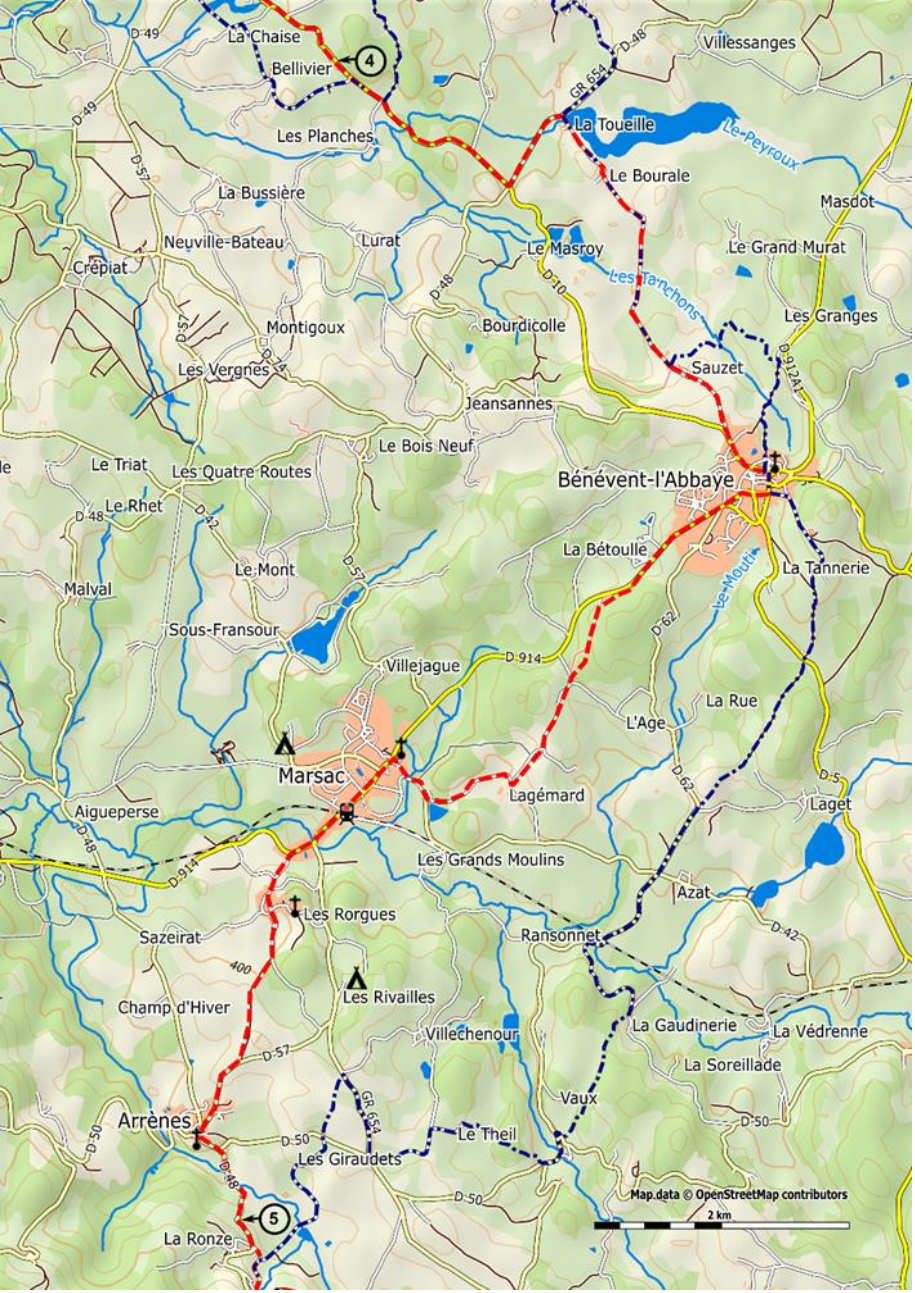 D 49
La Chaise
D-48
Villessanges
4
Bellivier
GR 654
D-49
La Toueille
Les Planches
Le-Peyroux
D-57
Le Bourale
La Bussière
Masdot
Neuville-Bateau
Lurat
Le Masroy
Le Grand Murat
Crépiat
Les Tanchons
D-48
D-10
Les Granges
D-57
Montigoux
Bourdicolle
Les Vergnes
Sauzet
D-912A1
Jeansannes
Le Bois Neuf
Le Triat
Les Quatre Routes
Bénévent-l'Abbaye
Le Rhet
D-48
D-42
La Bétoulle
Le Mont
D-57
La Tannerie
Malval
Le-Mouti
Sous-Fransour
D-62
D 914
Villejague
La Rue
L'Age
Marsac
D-62
D-5
Lagémard
Laget
Aigueperse
D-48
Les Grands Moulins
D-914
Azat
Les Rorgues
Sazeirat
Ransonnet
D-42
400
Les Rivailles
Champ d'Hiver
La Gaudinerie
Villechenour
La Védrenne
D-57
La Soreillade
Vaux
GR 654
Arrènes
D-50
D-50
D-50
Le Theil
Les Giraudets
D-48
D 50
Map data © OpenStreetMap contributors
2 km
5
La Ronze